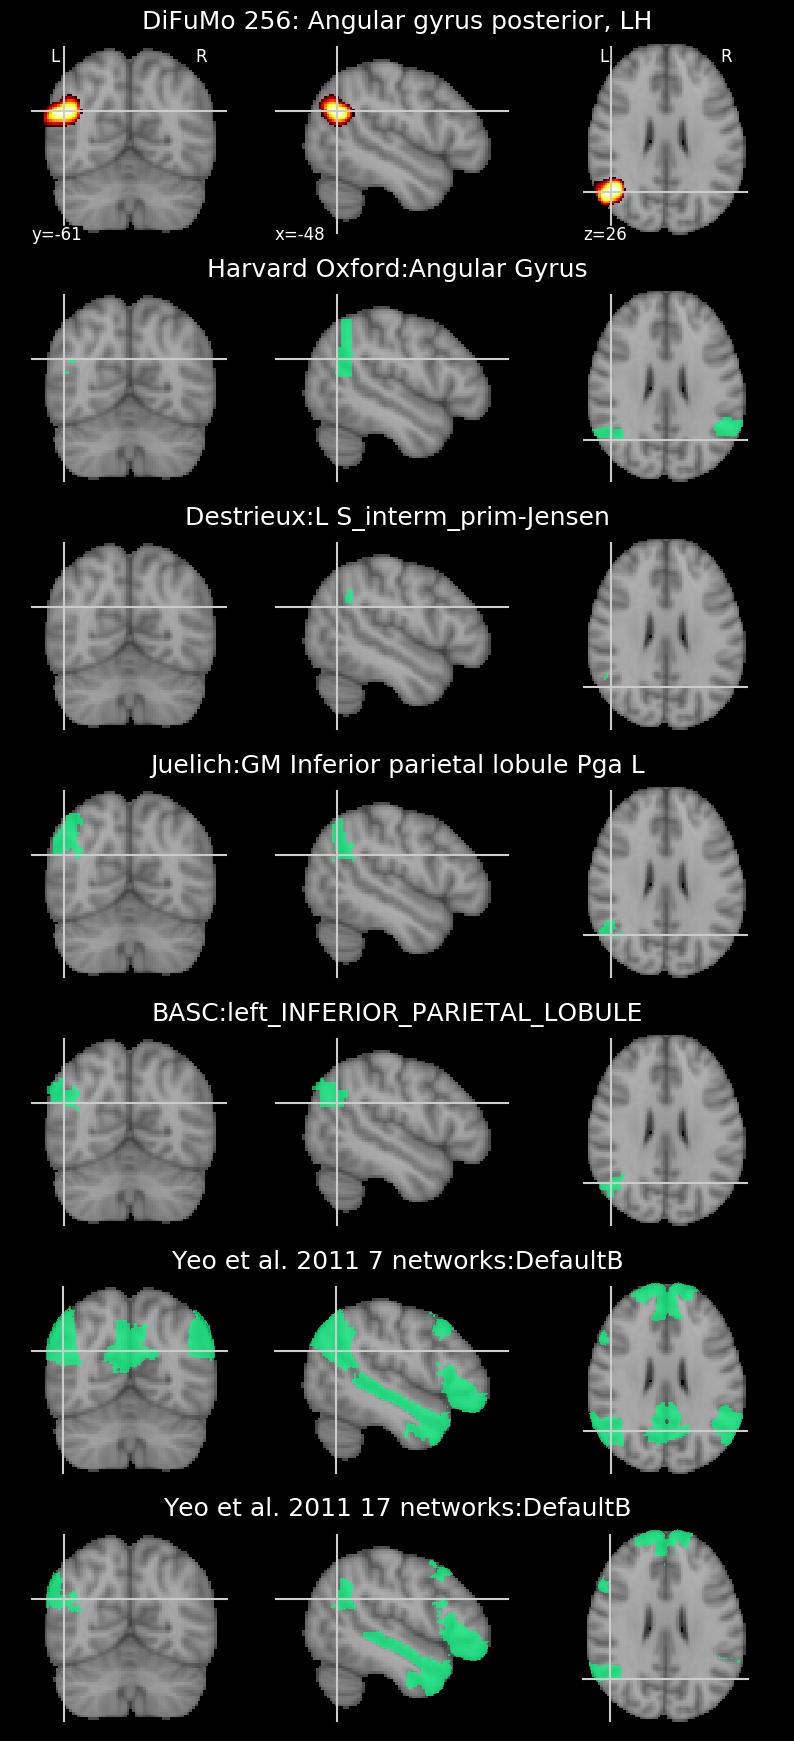 DiFuMo 256: Angular gyrus posterior, LH
L R L R
y=-61 x=-48 z=26
Harvard Oxford:Angular Gyrus
Destrieux:L S_interm_prim-Jensen
Juelich:GM Inferior parietal lobule Pga L
BASC:left_INFERIOR_PARIETAL_LOBULE
Yeo et al. 2011 7 networks:DefaultB
Yeo et al. 2011 17 networks:DefaultB